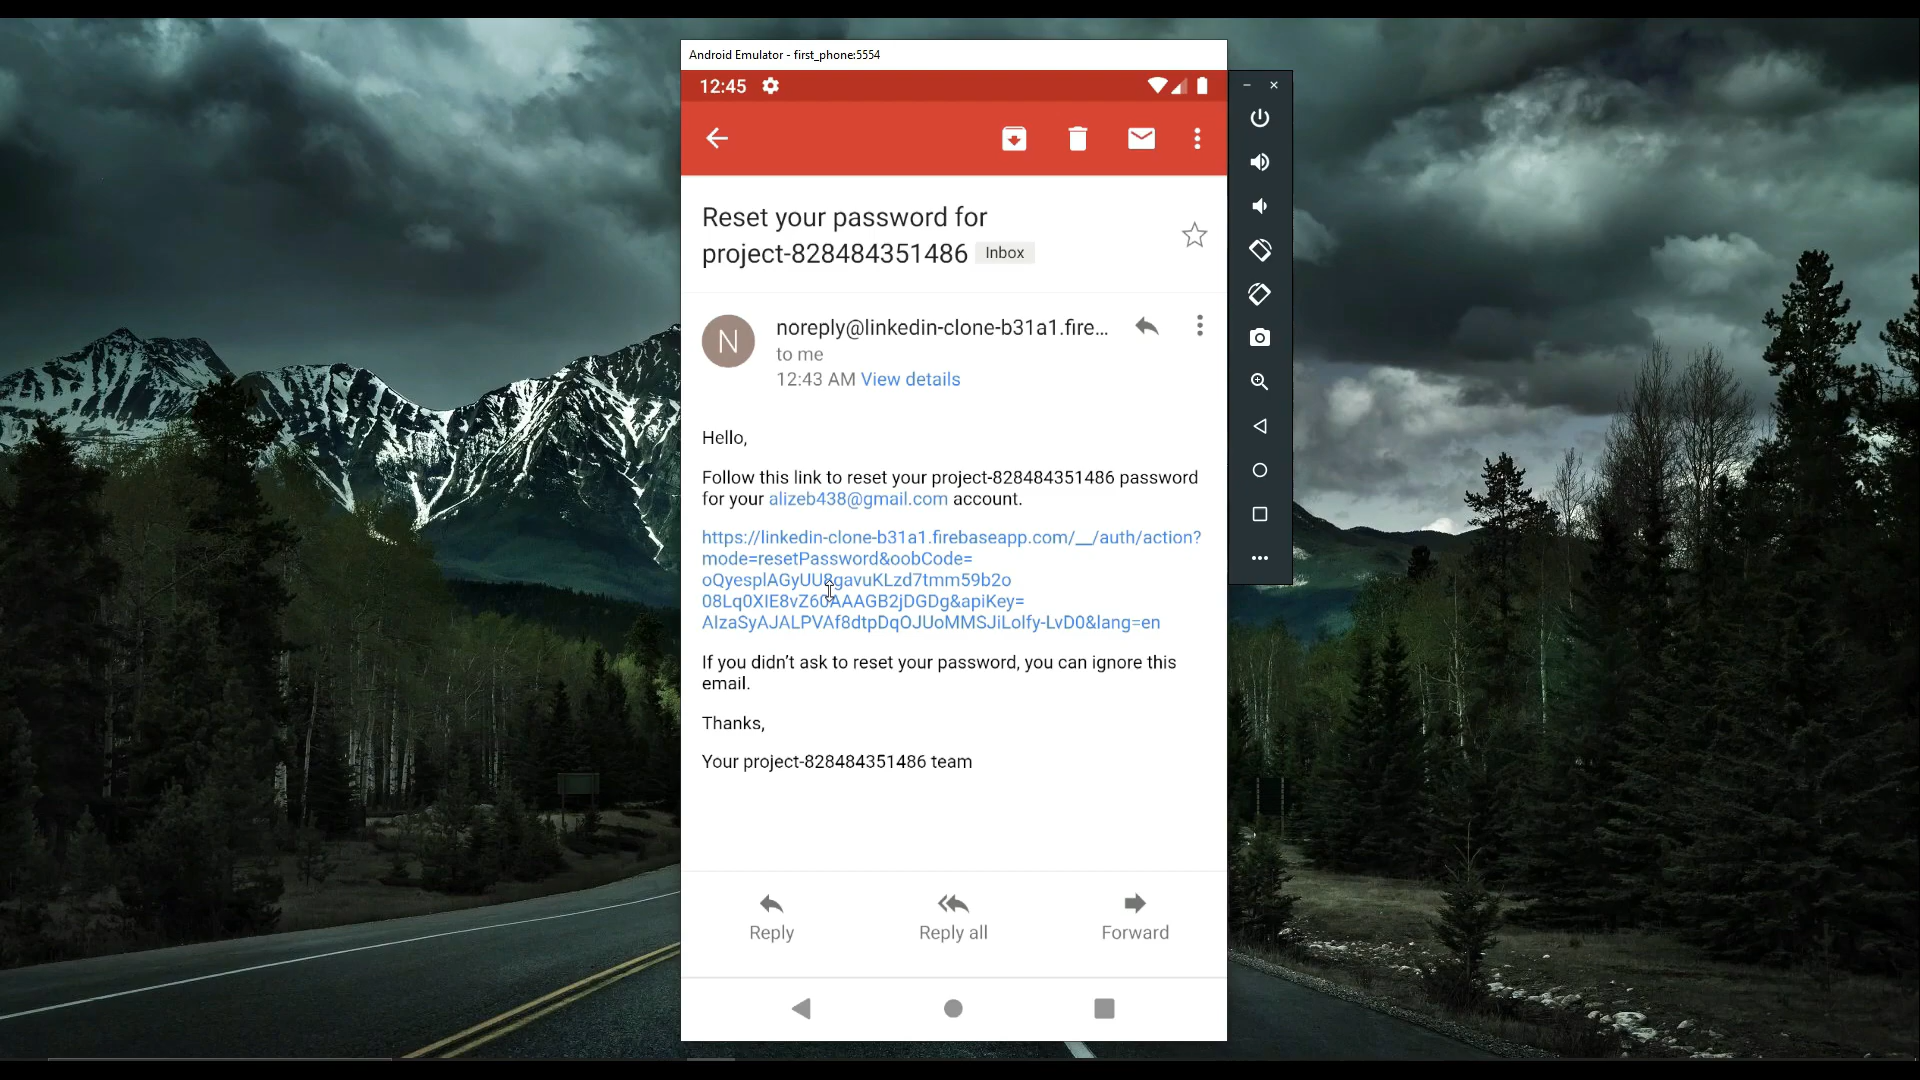 Android Emulator - first_phone:5554
12:45
Reset your password for
project-828484351486 Inbox
N
noreply@linkedin-clone-b31a1.fire...
to me
12:43 AM View details
Hello,
Follow this link to reset your project-828484351486 password
for your alizeb438@gmail.com account.
https://linkedin-clone-b31a1.firebaseapp.com/__/auth/action?
mode=resetPassword&oobCode=
oQyesplAGyUU8gavuKLzd7tmm59b2o
08Lq0XIE8vZ60AAAGB2jDGDg&apiKey=
AIzaSyAJALPVAf8dtpDqOJUoMMSJiLolfy-LvD0&lang=en
If you didn't ask to reset your password, you can ignore this
email.
Thanks,
Your project-828484351486 team
Reply
Reply all
Forward